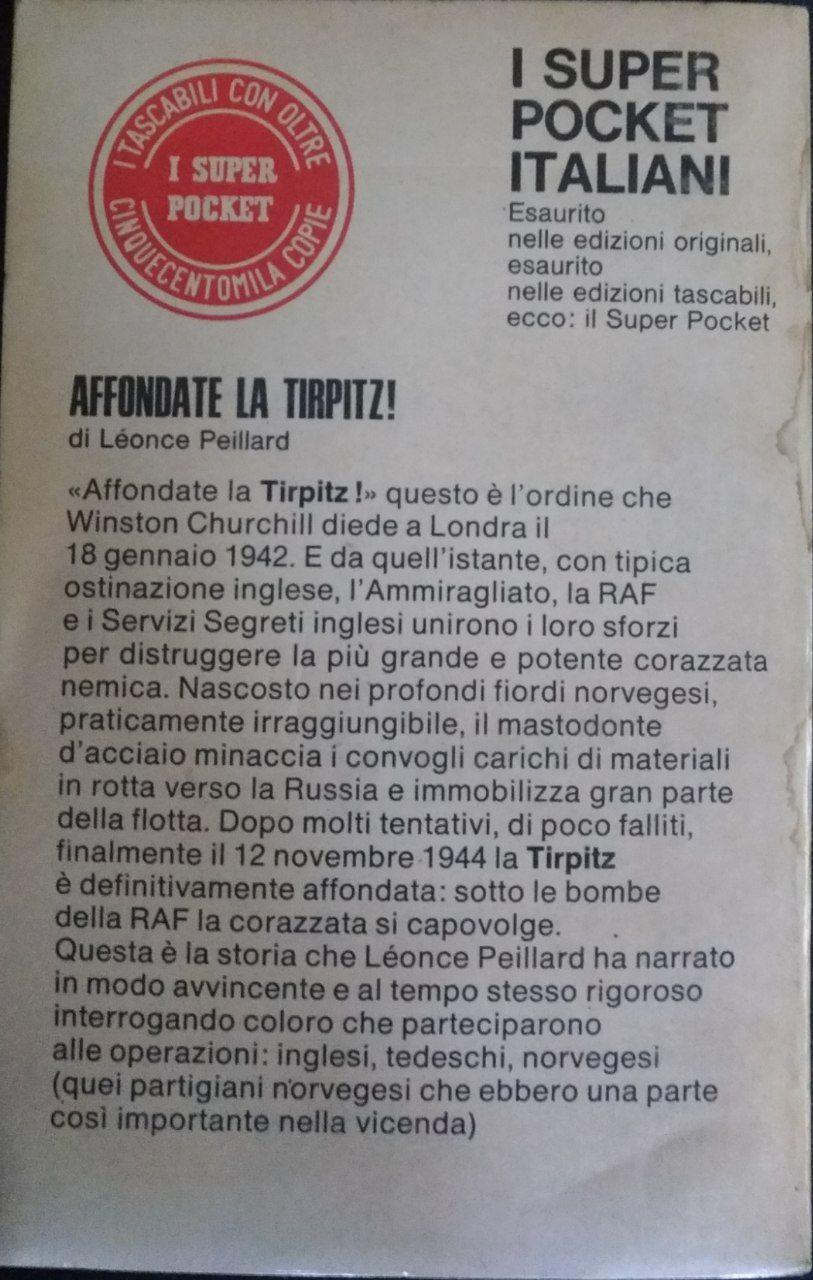 I TASCABILI CON OLTRE
I SUPER
POCKET
CINQUECENTOMILA COPIE
I SUPER
POCKET
ITALIANI
Esaurito
nelle edizioni originali,
esaurito
nelle edizioni tascabili,
ecco: il Super Pocket
AFFONDATE LA TIRPITZ!
di Léonce Peillard
«Affondate la Tirpitz!» questo è l'ordine che
Winston Churchill diede a Londra il
18 gennaio 1942. E da quell'istante, con tipica
ostinazione inglese, l'Ammiragliato, la RAF
e i Servizi Segreti inglesi unirono i loro sforzi
per distruggere la più grande e potente corazzata
nemica. Nascosto nei profondi fiordi norvegesi,
praticamente irraggiungibile, il mastodonte
d'acciaio minaccia i convogli carichi di materiali
in rotta verso la Russia e immobilizza gran parte
della flotta. Dopo molti tentativi, di poco falliti,
finalmente il 12 novembre 1944 la Tirpitz
è definitivamente affondata: sotto le bombe
della RAF la corazzata si capovolge.
Questa è la storia che Léonce Peillard ha narrato
in modo avvincente e al tempo stesso rigoroso
interrogando coloro che parteciparono
alle operazioni: inglesi, tedeschi, norvegesi
(quei partigiani norvegesi che ebbero una parte
così importante nella vicenda)